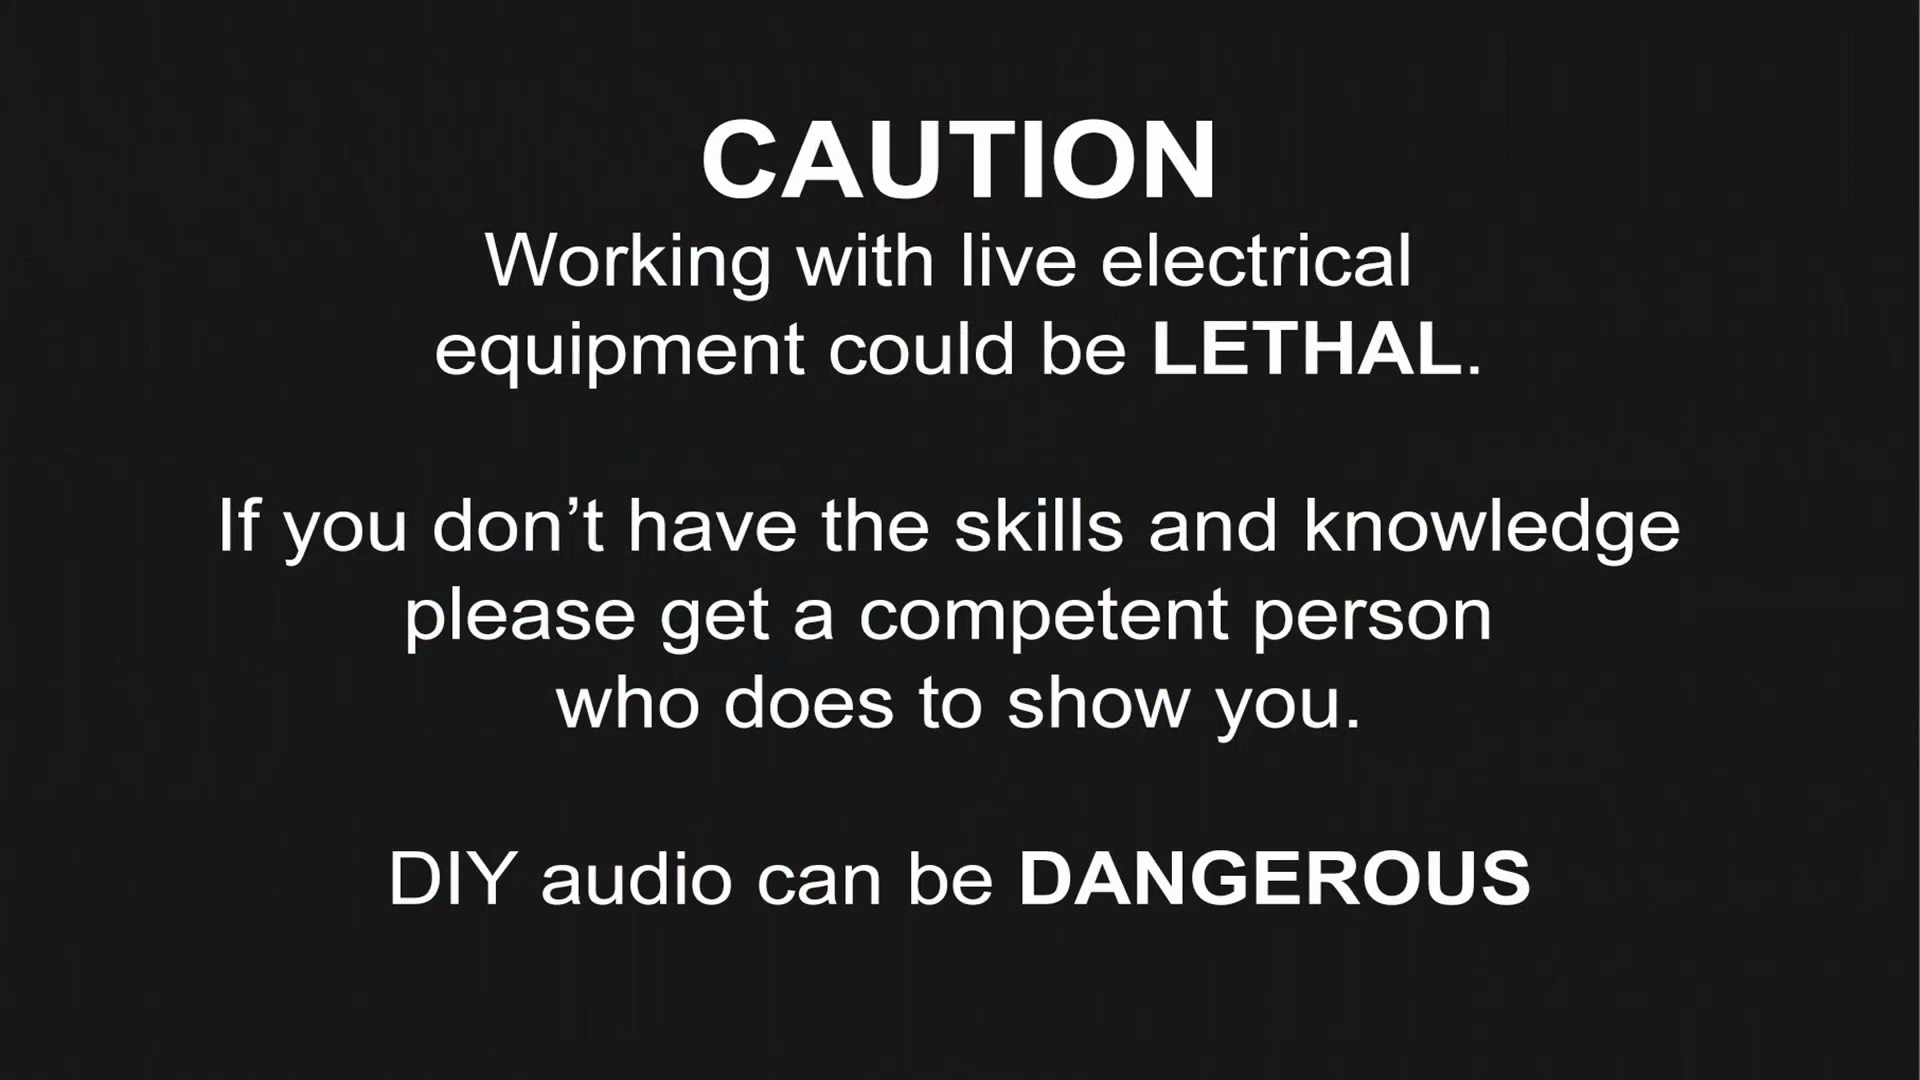 CAUTION
Working with live electrical
equipment could be LETHAL.
If you don’t have the skills and knowledge
please get a competent person
who does to show you.
DIY audio can be DANGEROUS